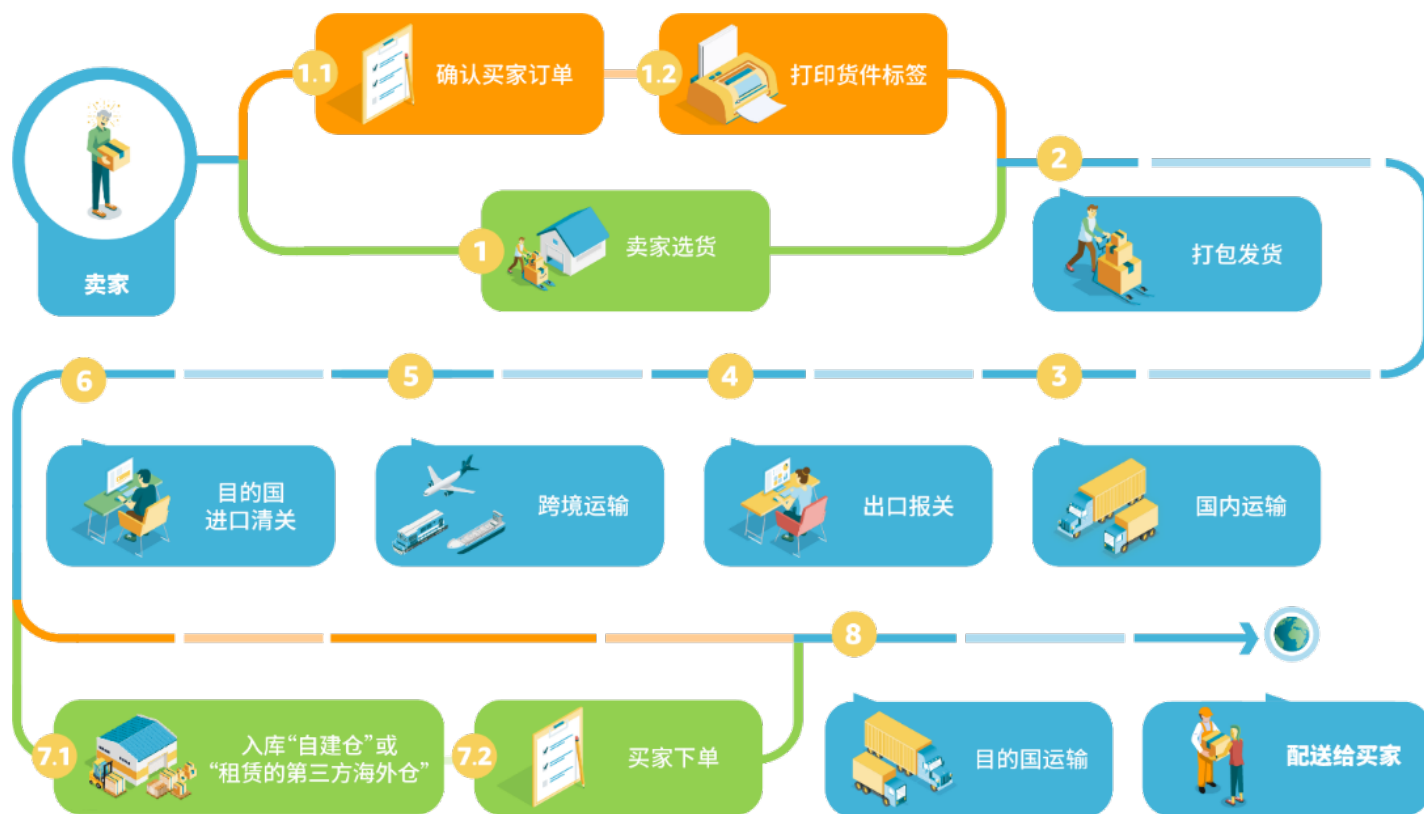 1.1
确认买家订单
1.2
打印货件标签
卖家
1
卖家选货
2
打包发货
6
5
4
3
目的国
进口清关
跨境运输
出口报关
国内运输
8
7.1
入库“自建仓”或
“租赁的第三方海外仓”
7.2
买家下单
目的国运输
配送给买家